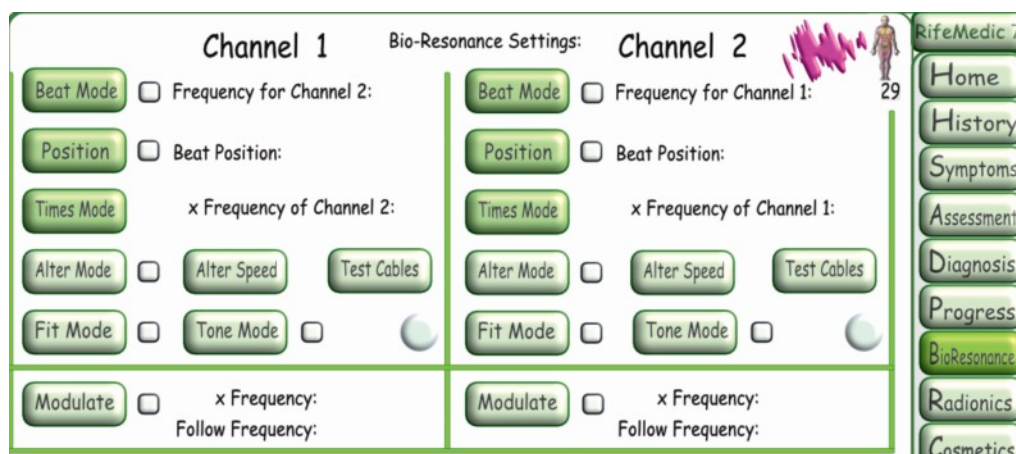 Channel 1
Bio-Resonance Settings:
Channel 2
29
Beat Mode
Frequency for Channel 2:
Position
Beat Position:
Times Mode
x Frequency of Channel 2:
Alter Mode
Alter Speed
Test Cables
Fit Mode
Tone Mode
Modulate
x Frequency:
Follow Frequency:
Beat Mode
Frequency for Channel 1:
Position
Beat Position:
Times Mode
x Frequency of Channel 1:
Alter Mode
Alter Speed
Test Cables
Fit Mode
Tone Mode
Modulate
x Frequency:
Follow Frequency:
RifeMedic 7
Home
History
Symptoms
Assessment
Diagnosis
Progress
BioResonance
Radionics
Cosmetics